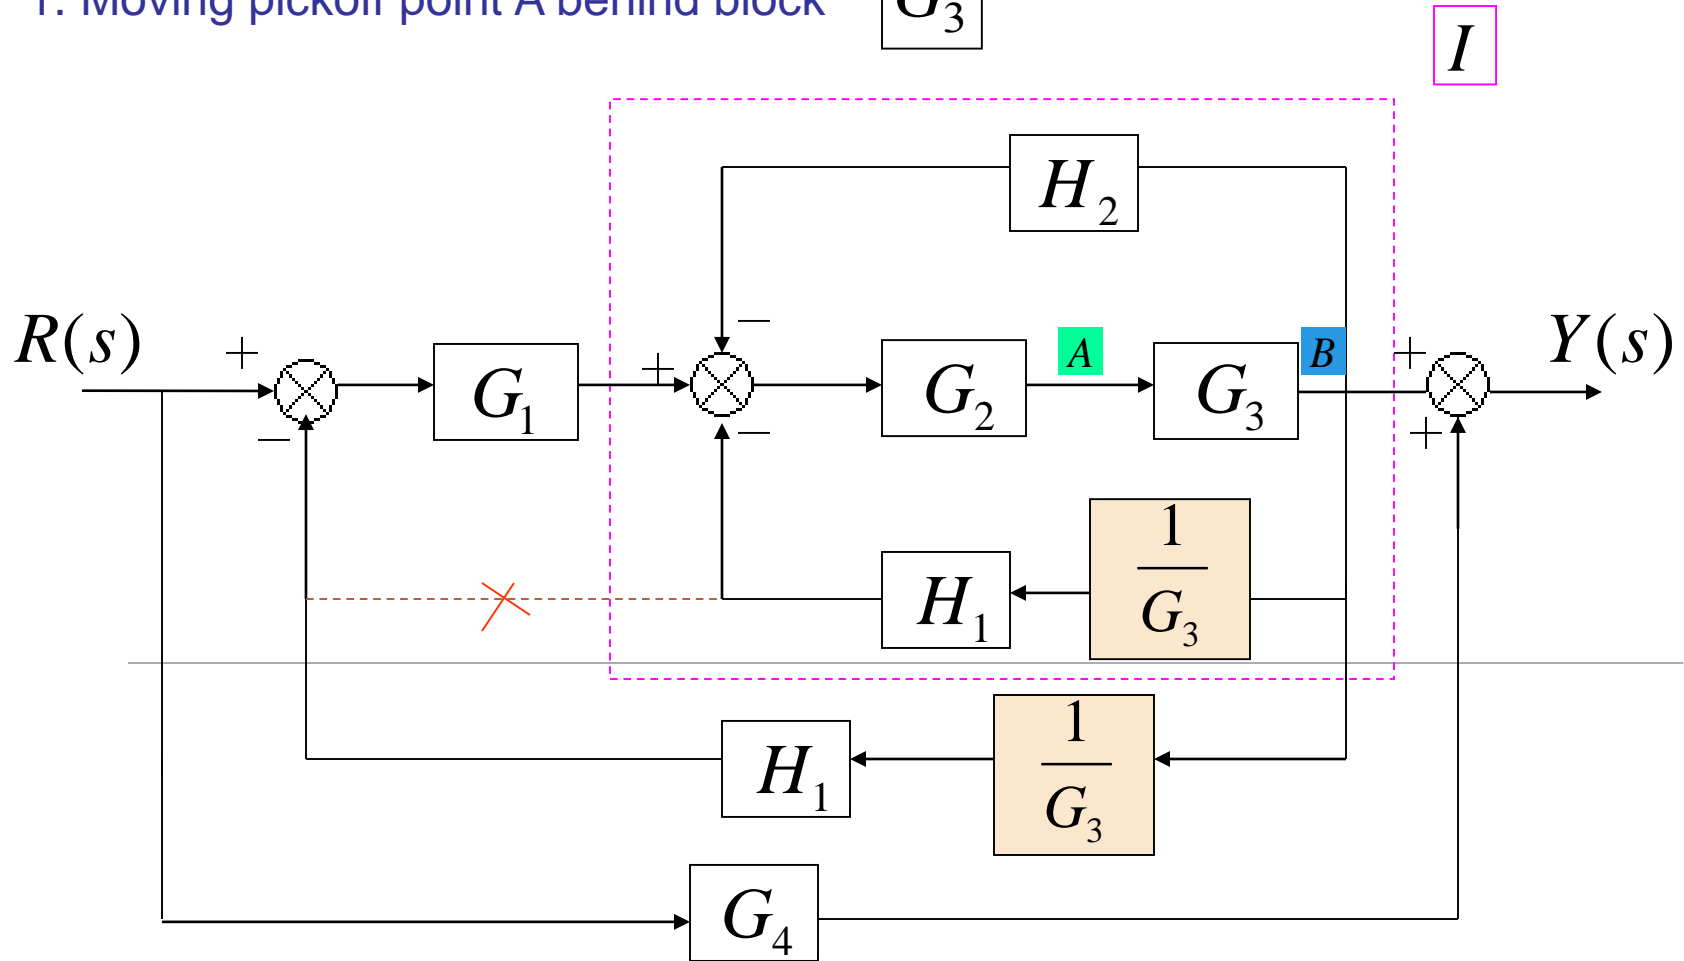 1. Moving pickoff point A behind block G₃
I
H₂
R(s) + − G₁ + − − G₂ A G₃ B + + Y(s)
H₁ 1/G₃
H₁ 1/G₃
G₄